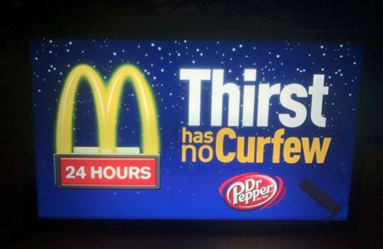 Thirst
has
no Curfew
24 HOURS
Dr
Pepper